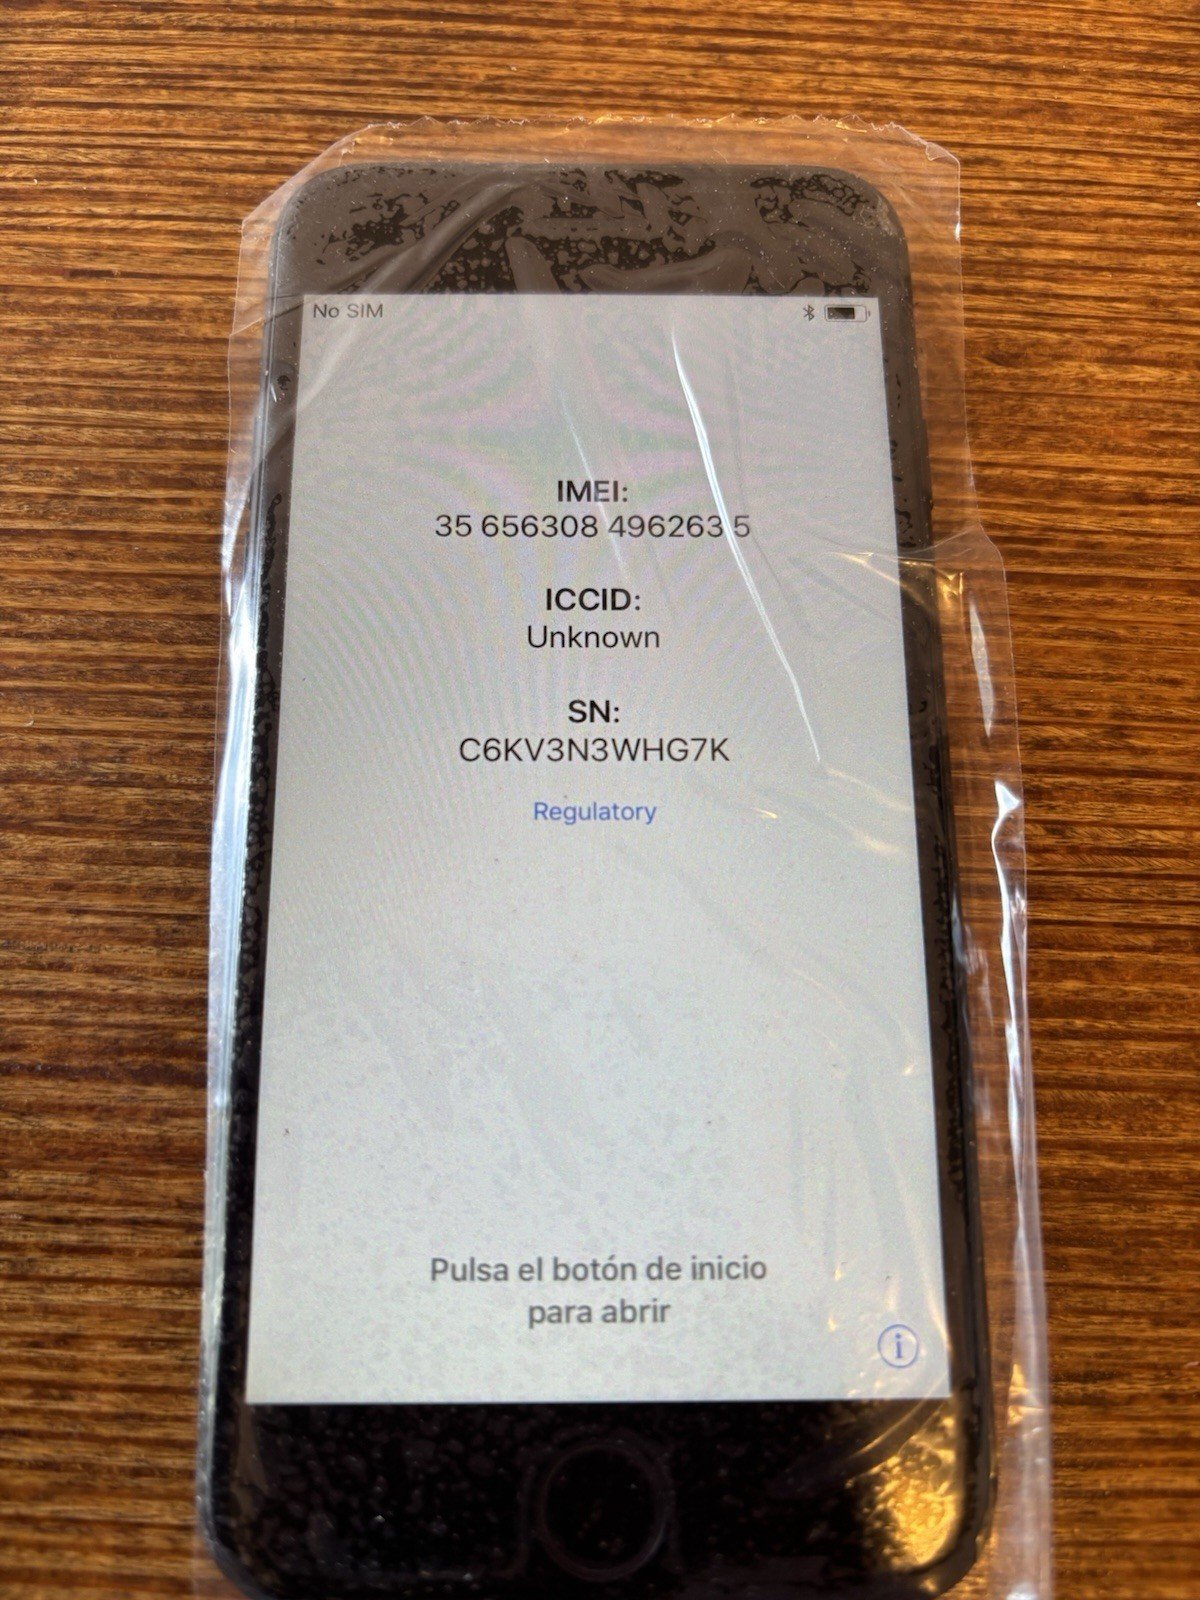 No SIM
IMEI:
35 656308 496263 5
ICCID:
Unknown
SN:
C6KV3N3WHG7K
Regulatory
Pulsa el botón de inicio
para abrir
i